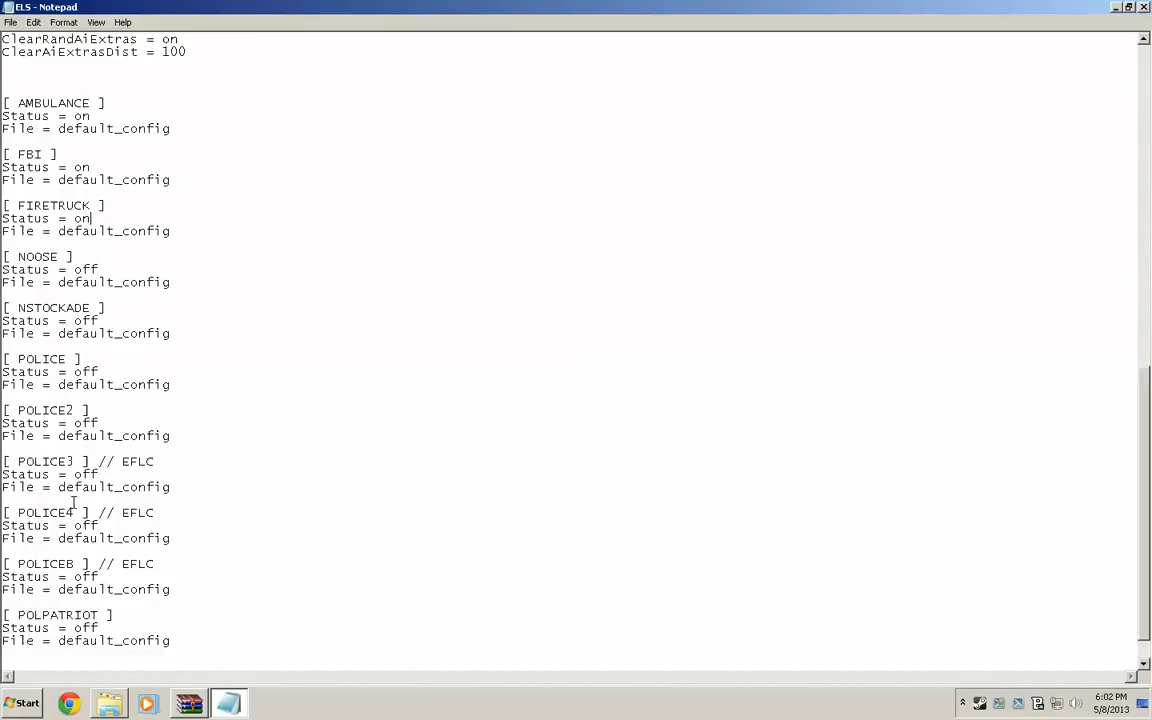 ELS - Notepad
File Edit Format View Help
ClearRandAiExtras = on
ClearAiExtrasDist = 100
[ AMBULANCE ]
Status = on
File = default_config
[ FBI ]
Status = on
File = default_config
[ FIRETRUCK ]
Status = on
File = default_config
[ NOOSE ]
Status = off
File = default_config
[ NSTOCKADE ]
Status = off
File = default_config
[ POLICE ]
Status = off
File = default_config
[ POLICE2 ]
Status = off
File = default_config
[ POLICE3 ] // EFLC
Status = off
File = default_config
[ POLICE4 ] // EFLC
Status = off
File = default_config
[ POLICEB ] // EFLC
Status = off
File = default_config
[ POLPATRIOT ]
Status = off
File = default_config
Start
6:02 PM
5/8/2013